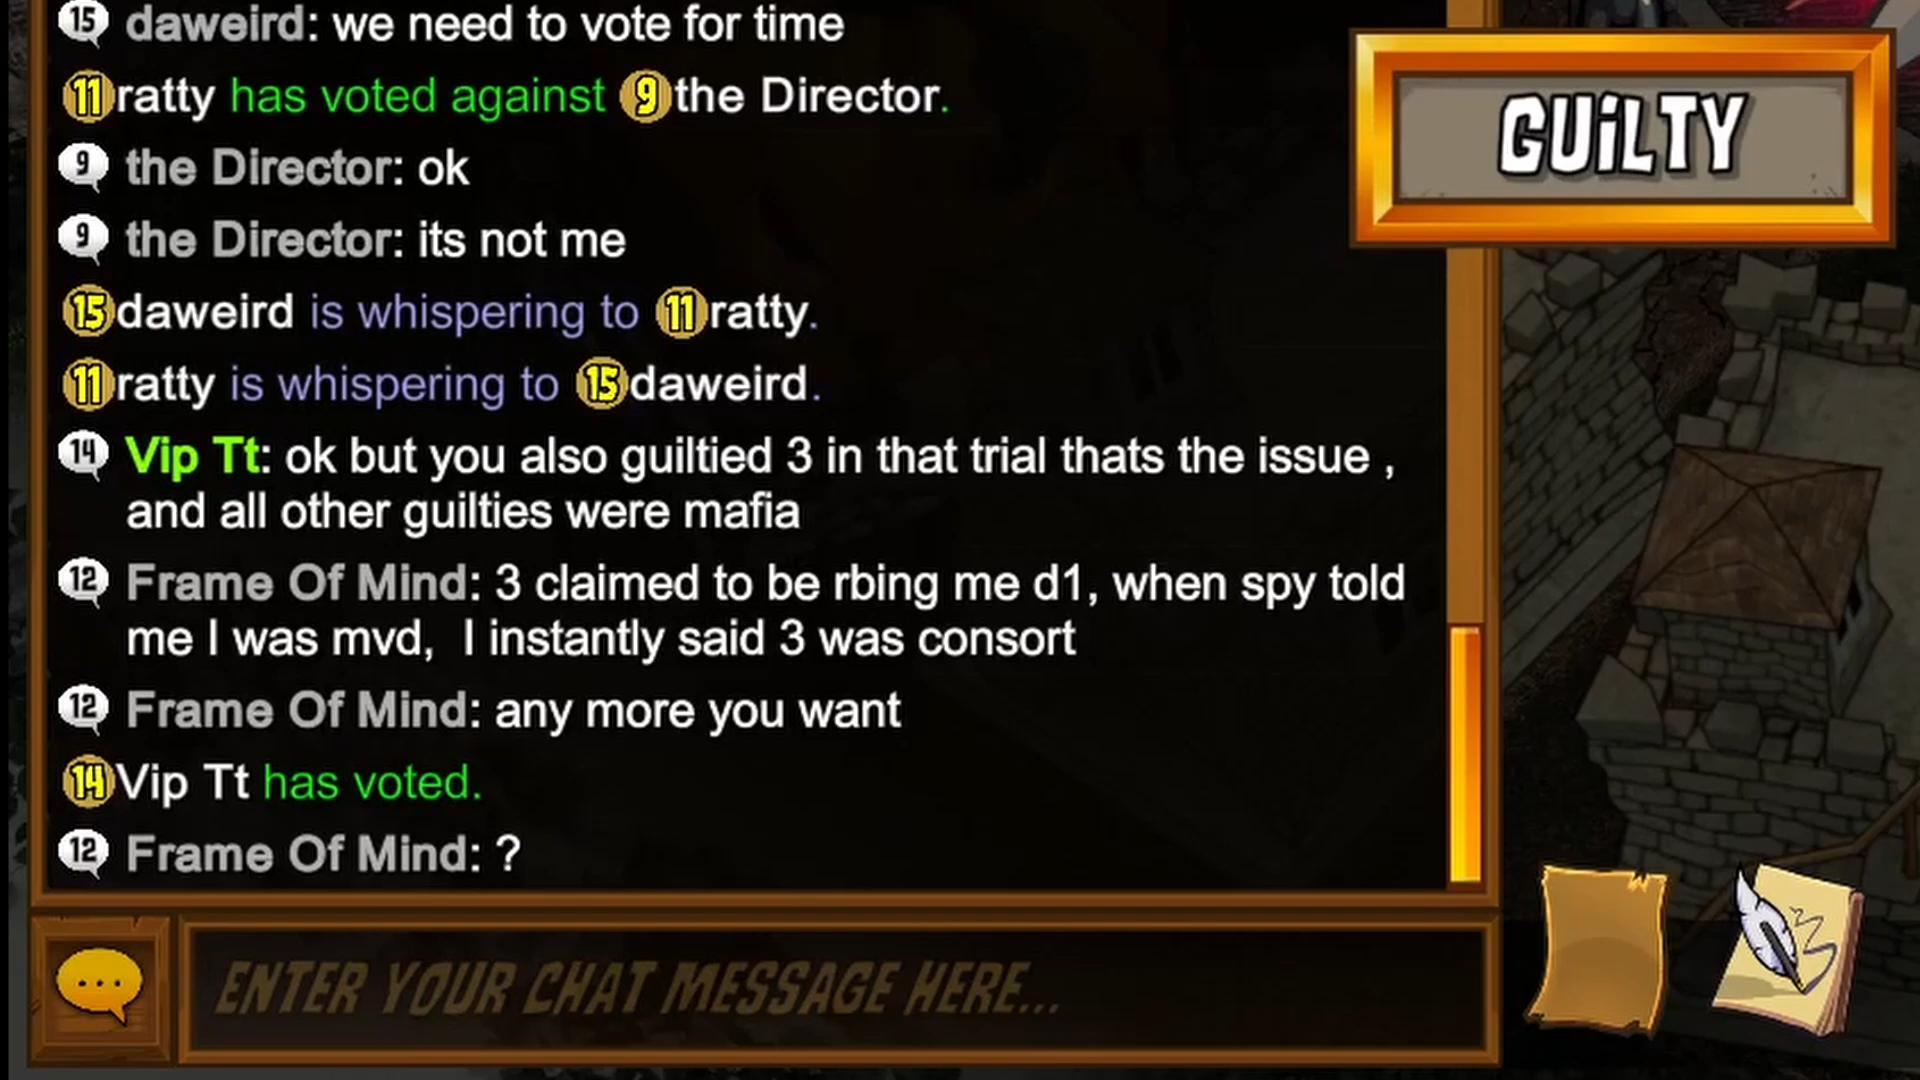 15 daweird: we need to vote for time
11 ratty has voted against 9 the Director.
GUILTY
9 the Director: ok
9 the Director: its not me
15 daweird is whispering to 11 ratty.
11 ratty is whispering to 15 daweird.
14 Vip Tt: ok but you also guiltied 3 in that trial thats the issue ,
and all other guilties were mafia
12 Frame Of Mind: 3 claimed to be rbing me d1, when spy told
me I was mvd,  I instantly said 3 was consort
12 Frame Of Mind: any more you want
14 Vip Tt has voted.
12 Frame Of Mind: ?
ENTER YOUR CHAT MESSAGE HERE...